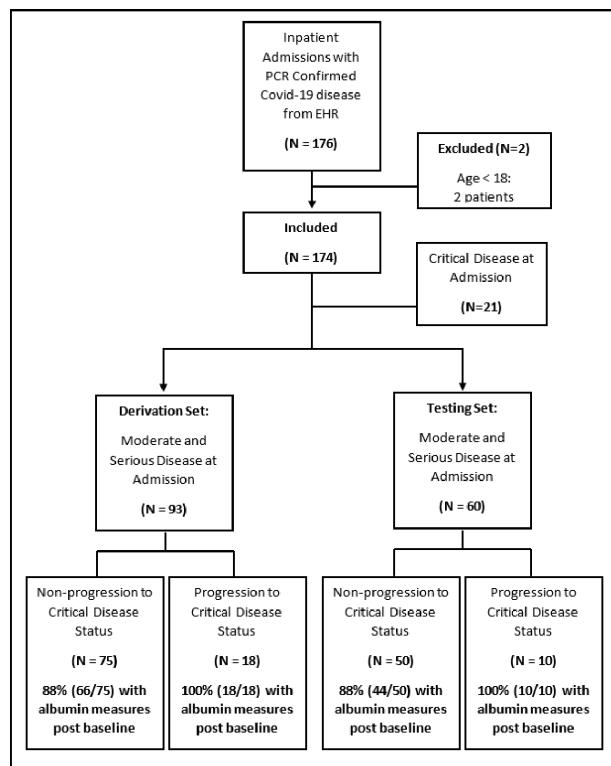 Inpatient
Admissions with
PCR Confirmed
Covid-19 disease
from EHR
(N = 176)
Excluded (N=2)
Age < 18:
2 patients
Included
(N = 174)
Critical Disease at
Admission
(N=21)
Derivation Set:
Moderate and
Serious Disease at
Admission
(N = 93)
Testing Set:
Moderate and
Serious Disease at
Admission
(N = 60)
Non-progression to
Critical Disease
Status
(N = 75)
88% (66/75) with
albumin measures
post baseline
Progression to
Critical Disease
Status
(N = 18)
100% (18/18) with
albumin measures
post baseline
Non-progression to
Critical Disease
Status
(N = 50)
88% (44/50) with
albumin measures
post baseline
Progression to
Critical Disease
Status
(N = 10)
100% (10/10) with
albumin measures
post baseline